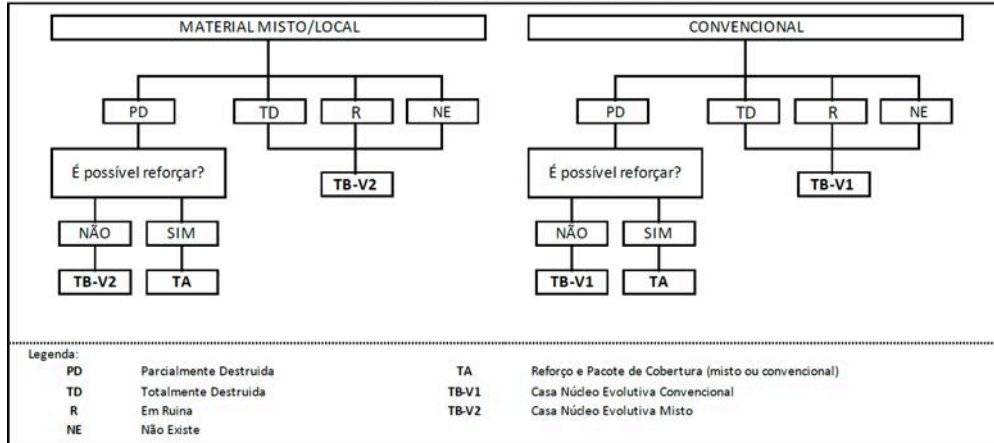 MATERIAL MISTO/LOCAL
PD
TD
R
NE
É possível reforçar?
TB-V2
NÃO
SIM
TB-V2
TA
CONVENCIONAL
PD
TD
R
NE
É possível reforçar?
TB-V1
NÃO
SIM
TB-V1
TA
Legenda:
PD Parcialmente Destruida
TD Totalmente Destruida
R Em Ruina
NE Não Existe
TA Reforço e Pacote de Cobertura (misto ou convencional)
TB-V1 Casa Núcleo Evolutiva Convencional
TB-V2 Casa Núcleo Evolutiva Misto